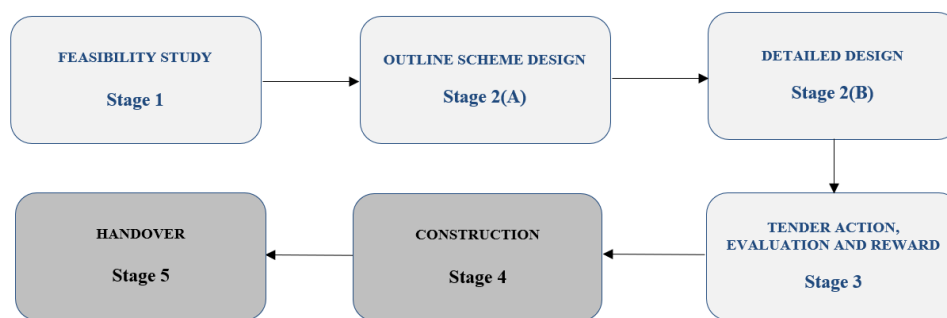 FEASIBILITY STUDY
Stage 1
OUTLINE SCHEME DESIGN
Stage 2(A)
DETAILED DESIGN
Stage 2(B)
TENDER ACTION,
EVALUATION AND REWARD
Stage 3
CONSTRUCTION
Stage 4
HANDOVER
Stage 5